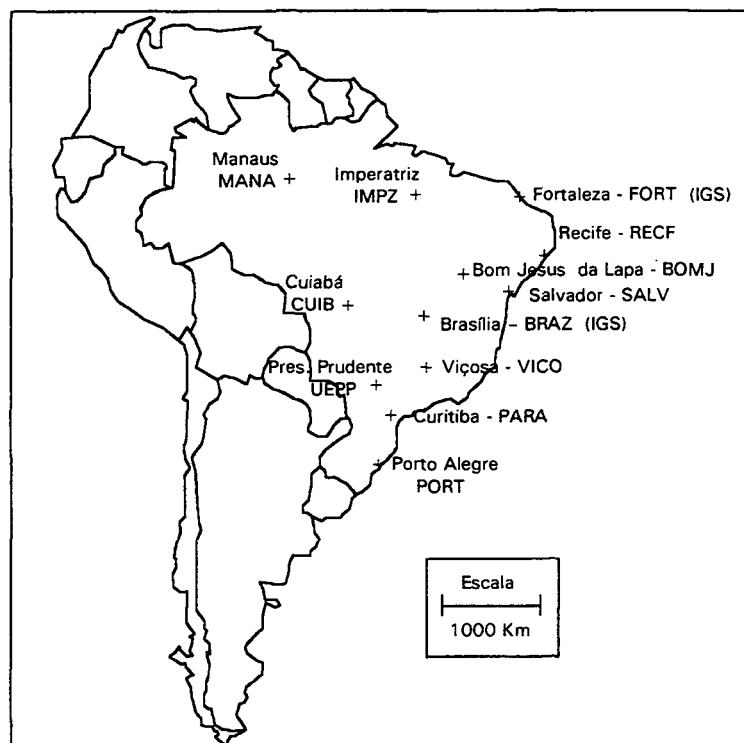 Manaus
MANA
Imperatriz
IMPZ
Fortaleza - FORT (IGS)
Recife - RECF
Bom Jesus da Lapa - BOMJ
Cuiabá
CUIB
Salvador - SALV
Brasília - BRAZ (IGS)
Pres. Prudente
UEPP
Viçosa - VICO
Curitiba - PARA
Porto Alegre
PORT
Escala
1000 Km